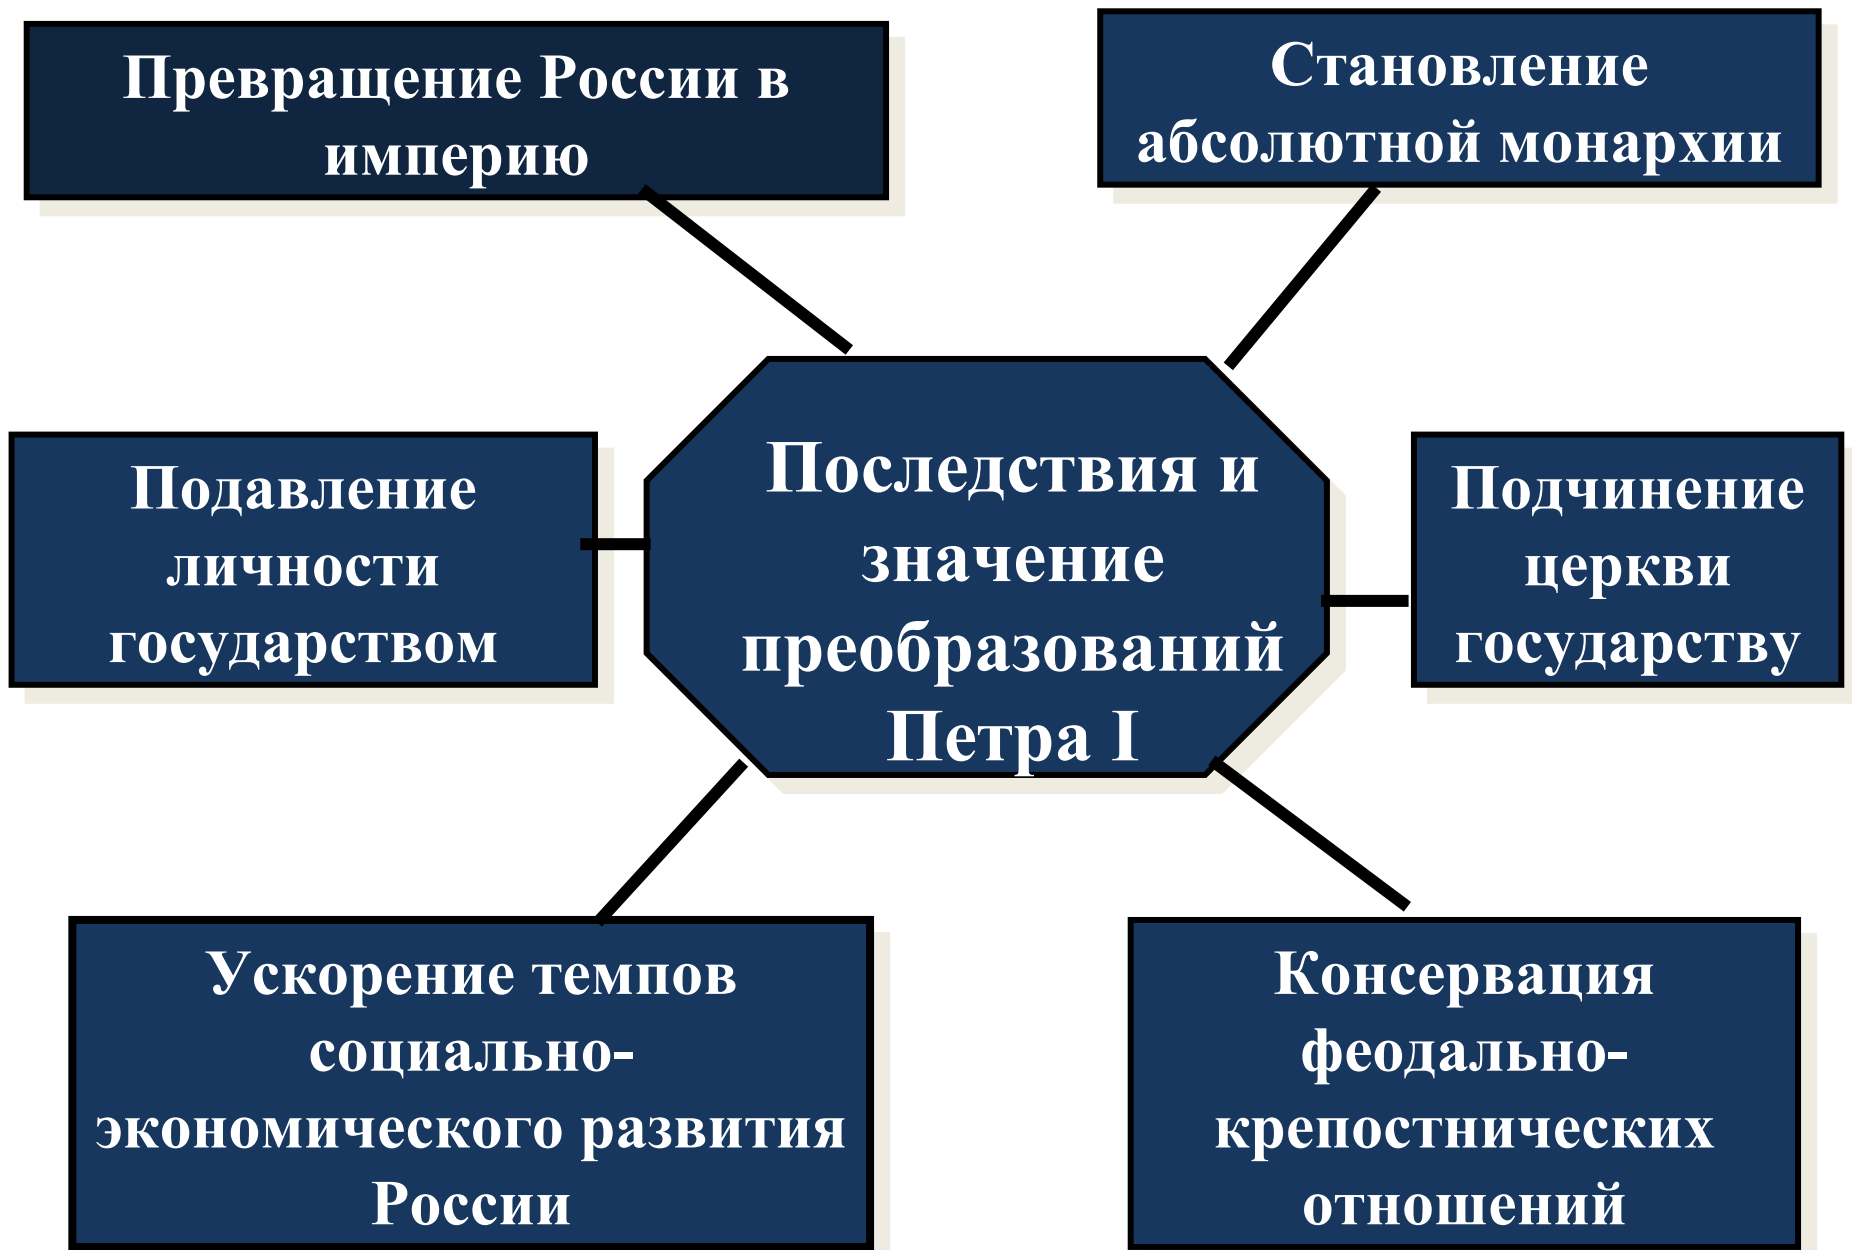 Превращение России в
империю
Становление
абсолютной монархии
Подавление
личности
государством
Последствия и
значение
преобразований
Петра I
Подчинение
церкви
государству
Ускорение темпов
социально-
экономического развития
России
Консервация
феодально-
крепостнических
отношений